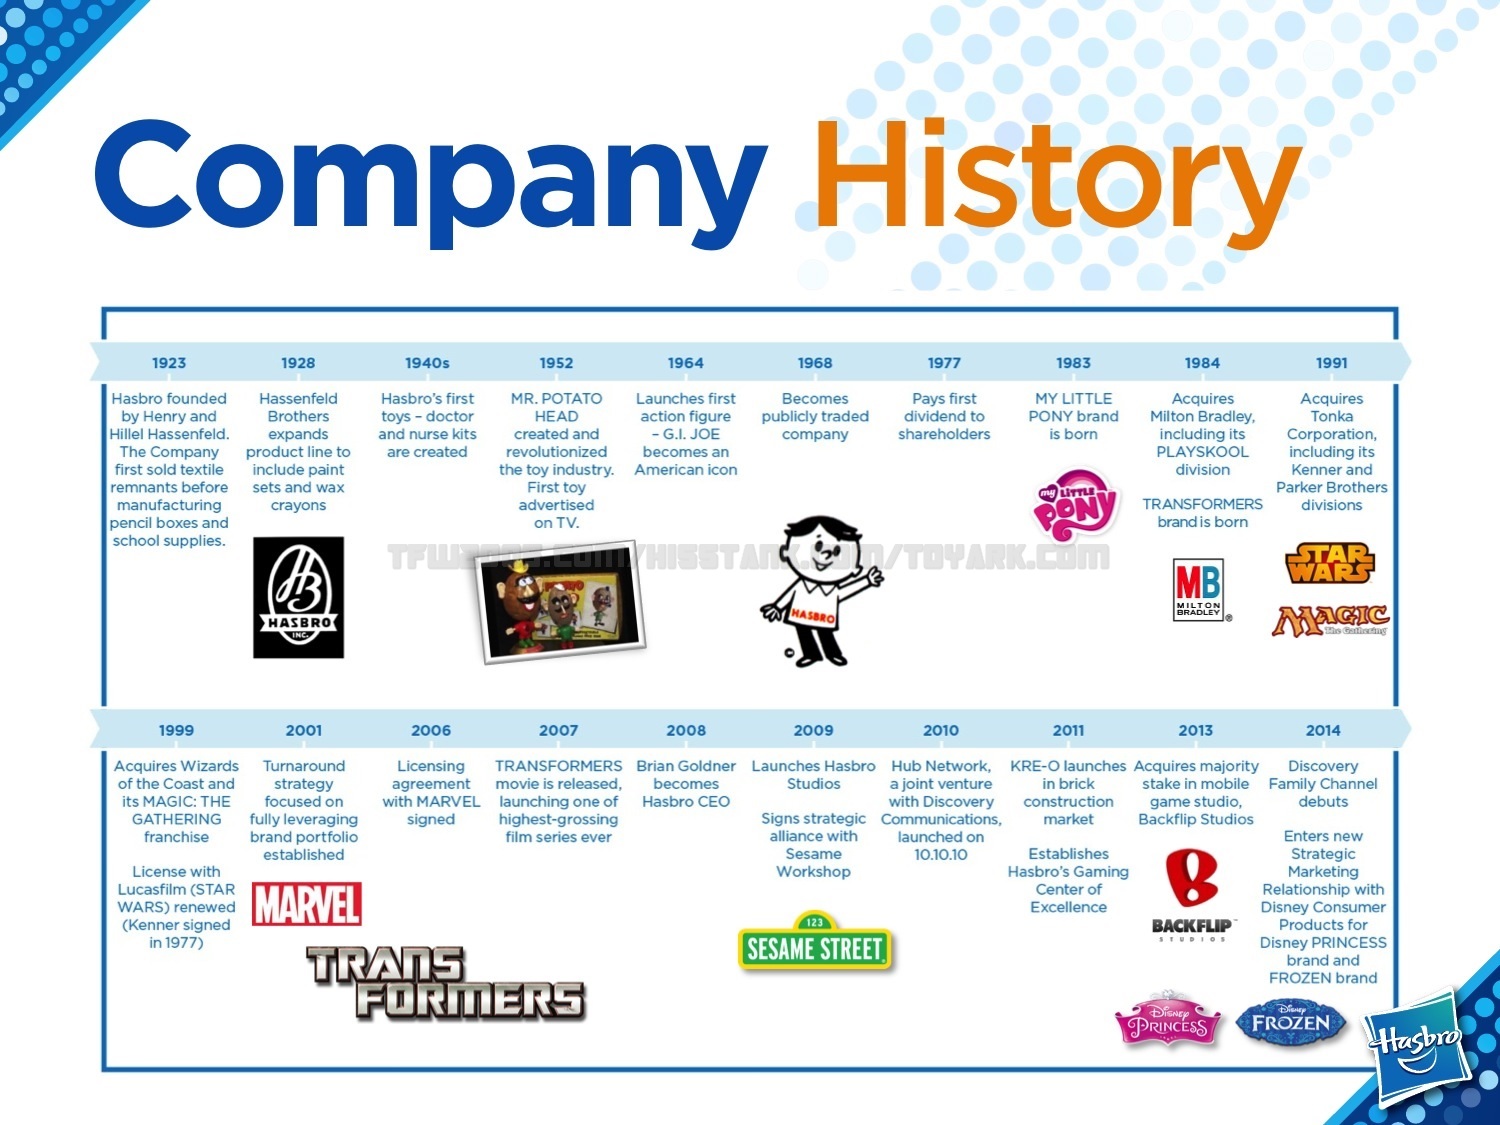 Company History
1923
Hasbro founded
by Henry and
Hillel Hassenfeld.
The Company
first sold textile
remnants before
manufacturing
pencil boxes and
school supplies.
1928
Hassenfeld
Brothers
expands
product line to
include paint
sets and wax
crayons
HB
HASBRO
INC.
1940s
Hasbro's first
toys – doctor
and nurse kits
are created
1952
MR. POTATO
HEAD
created and
revolutionized
the toy industry.
First toy
advertised
on TV.
1964
Launches first
action figure
– G.I. JOE
becomes an
American icon
1968
Becomes
publicly traded
company
HASBRO
1977
Pays first
dividend to
shareholders
1983
MY LITTLE
PONY brand
is born
my LITTLE
PONY
1984
Acquires
Milton Bradley,
including its
PLAYSKOOL
division
TRANSFORMERS
brand is born
MB
MILTON
BRADLEY
®
1991
Acquires
Tonka
Corporation,
including its
Kenner and
Parker Brothers
divisions
STAR
WARS
MAGIC
The Gathering
TFW2005.COM/HISSTANK.COM/TOYARK.COM
1999
Acquires Wizards
of the Coast and
its MAGIC: THE
GATHERING
franchise
License with
Lucasfilm (STAR
WARS) renewed
(Kenner signed
in 1977)
2001
Turnaround
strategy
focused on
fully leveraging
brand portfolio
established
MARVEL
2006
Licensing
agreement
with MARVEL
signed
2007
TRANSFORMERS
movie is released,
launching one of
highest-grossing
film series ever
TRANS
FORMERS
2008
Brian Goldner
becomes
Hasbro CEO
2009
Launches Hasbro
Studios
Signs strategic
alliance with
Sesame
Workshop
123
SESAME STREET
2010
Hub Network,
a joint venture
with Discovery
Communications,
launched on
10.10.10
2011
KRE-O launches
in brick
construction
market
Establishes
Hasbro's Gaming
Center of
Excellence
2013
Acquires majority
stake in mobile
game studio,
Backflip Studios
BACKFLIP™
STUDIOS
2014
Discovery
Family Channel
debuts
Enters new
Strategic
Marketing
Relationship with
Disney Consumer
Products for
Disney PRINCESS
brand and
FROZEN brand
Disney
PRINCESS
Disney
FROZEN
Hasbro